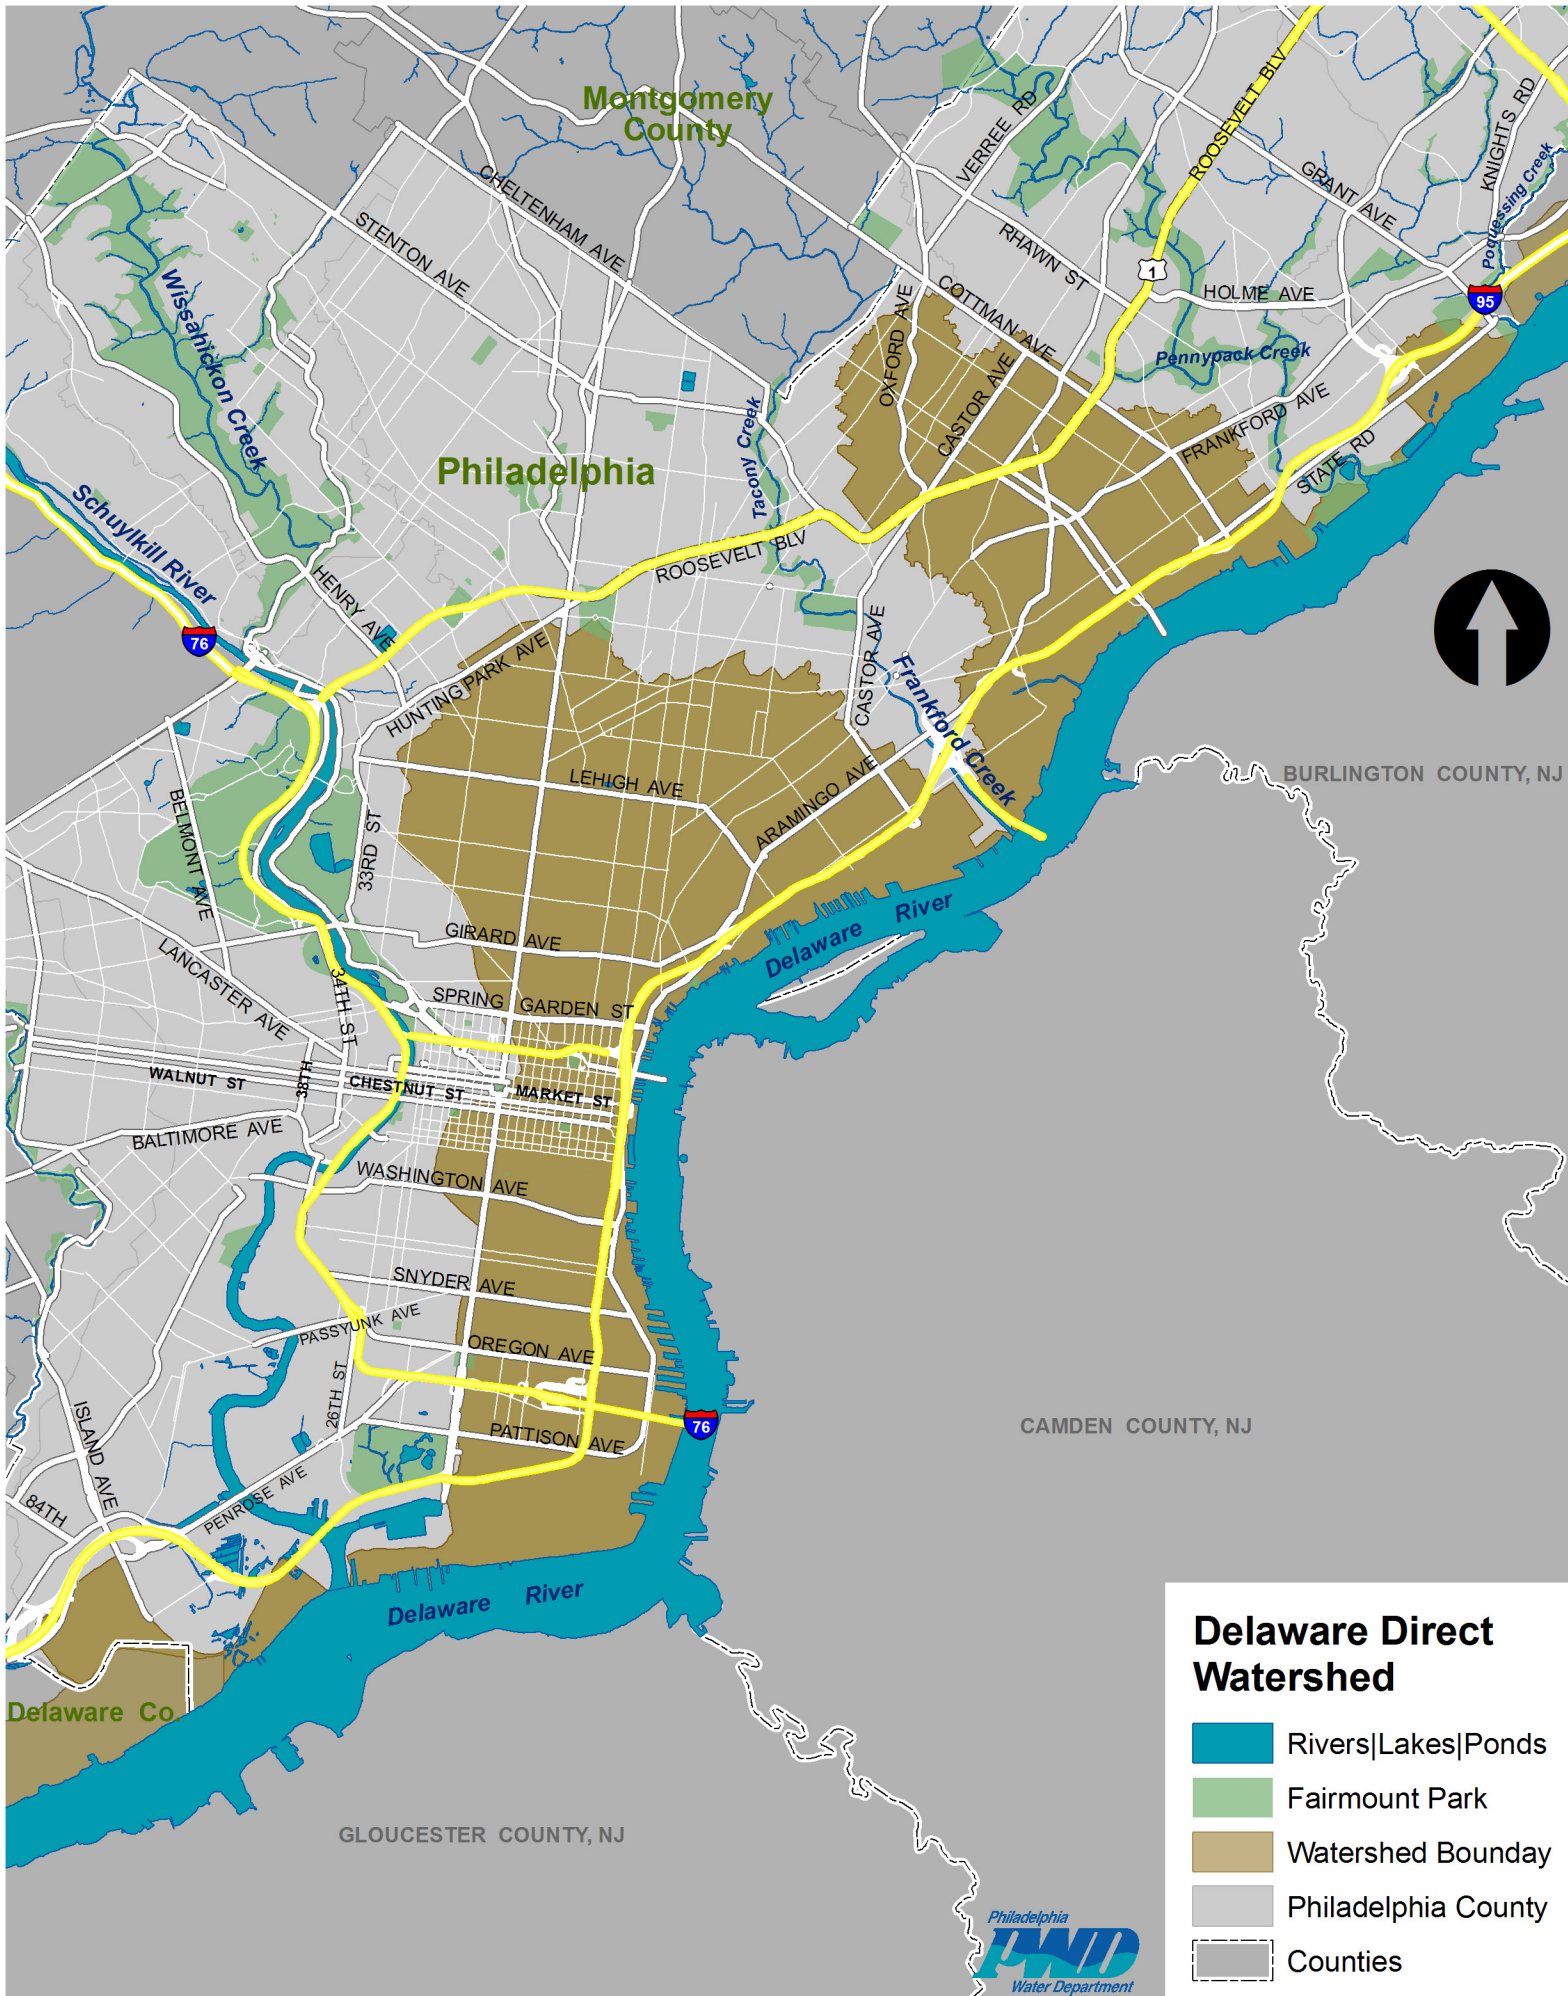 Montgomery
County
ROOSEVELT BLV
VERREE RD
KNIGHTS RD
Poquessing Creek
GRANT AVE
CHELTENHAM AVE
STENTON AVE
RHAWN ST
1
HOLME AVE
95
Wissahickon Creek
OXFORD AVE
COTTMAN AVE
CASTOR AVE
Pennypack Creek
FRANKFORD AVE
STATE RD
Tacony Creek
Philadelphia
Schuylkill River
ROOSEVELT BLV
HENRY AVE
76
HUNTING PARK AVE
CASTOR AVE
Frankford Creek
BURLINGTON COUNTY, NJ
LEHIGH AVE
ARAMINGO AVE
BELMONT AVE
33RD ST
GIRARD AVE
Delaware River
LANCASTER AVE
34TH ST
SPRING GARDEN ST
WALNUT ST
38TH
CHESTNUT ST
MARKET ST
BALTIMORE AVE
WASHINGTON AVE
SNYDER AVE
PASSYUNK AVE
OREGON AVE
26TH ST
76
PATTISON AVE
CAMDEN COUNTY, NJ
ISLAND AVE
PENROSE AVE
84TH
Delaware River
Delaware Co.
GLOUCESTER COUNTY, NJ
Delaware Direct
Watershed
Rivers|Lakes|Ponds
Fairmount Park
Watershed Bounday
Philadelphia County
Counties
Philadelphia
PWD
Water Department